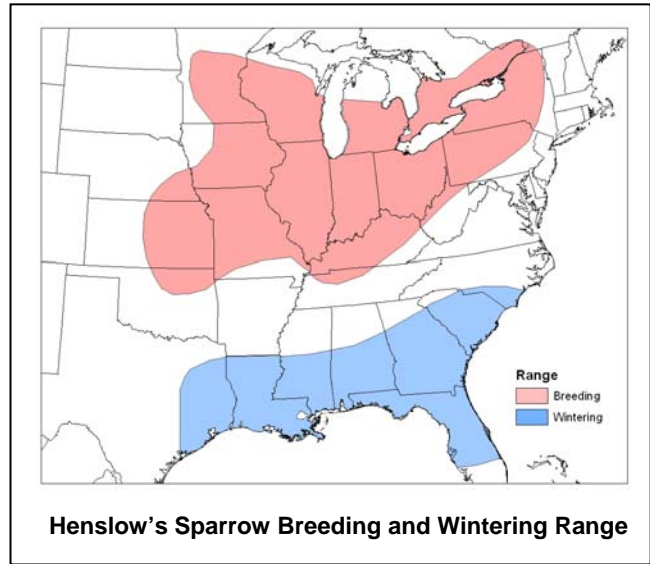 Range
Breeding
Wintering
Henslow's Sparrow Breeding and Wintering Range